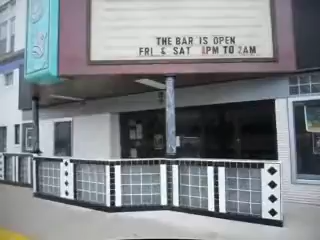 THE BAR IS OPEN
FRI & SAT 8PM TO 2AM